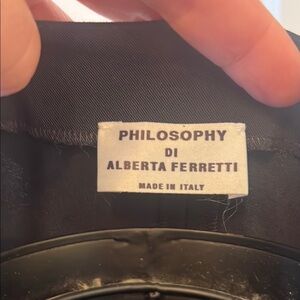 PHILOSOPHY
DI
ALBERTA FERRETTI
MADE IN ITALY